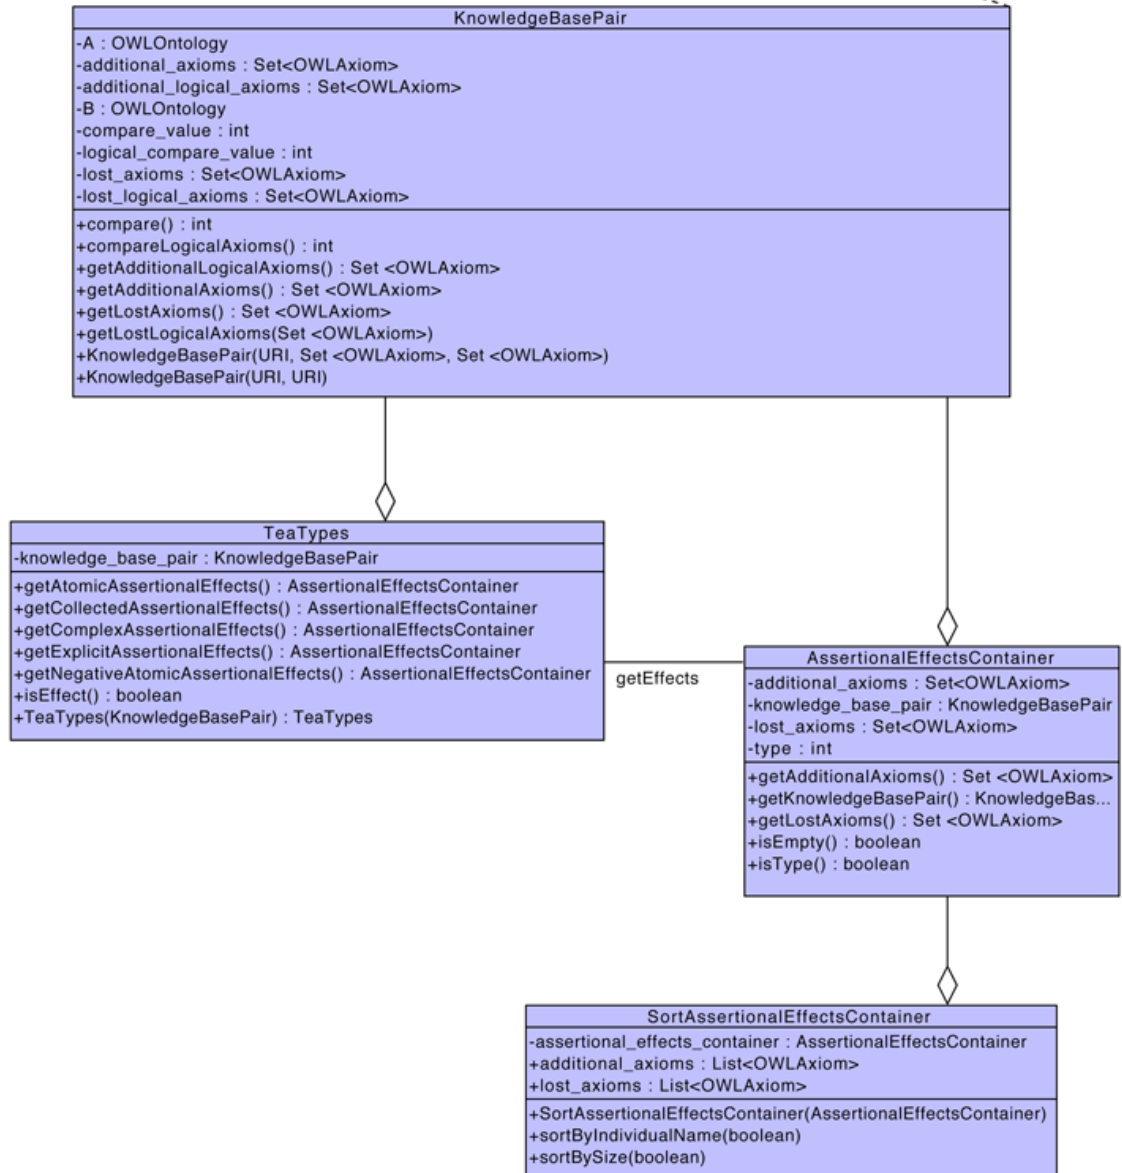 KnowledgeBasePair
-A : OWLOntology
-additional_axioms : Set<OWLAxiom>
-additional_logical_axioms : Set<OWLAxiom>
-B : OWLOntology
-compare_value : int
-logical_compare_value : int
-lost_axioms : Set<OWLAxiom>
-lost_logical_axioms : Set<OWLAxiom>
+compare() : int
+compareLogicalAxioms() : int
+getAdditionalLogicalAxioms() : Set <OWLAxiom>
+getAdditionalAxioms() : Set <OWLAxiom>
+getLostAxioms() : Set <OWLAxiom>
+getLostLogicalAxioms(Set <OWLAxiom>)
+KnowledgeBasePair(URI, Set <OWLAxiom>, Set <OWLAxiom>)
+KnowledgeBasePair(URI, URI)
TeaTypes
-knowledge_base_pair : KnowledgeBasePair
+getAtomicAssertionalEffects() : AssertionalEffectsContainer
+getCollectedAssertionalEffects() : AssertionalEffectsContainer
+getComplexAssertionalEffects() : AssertionalEffectsContainer
+getExplicitAssertionalEffects() : AssertionalEffectsContainer
+getNegativeAtomicAssertionalEffects() : AssertionalEffectsContainer
+isEffect() : boolean
+TeaTypes(KnowledgeBasePair) : TeaTypes
getEffects
AssertionalEffectsContainer
-additional_axioms : Set<OWLAxiom>
-knowledge_base_pair : KnowledgeBasePair
-lost_axioms : Set<OWLAxiom>
-type : int
+getAdditionalAxioms() : Set <OWLAxiom>
+getKnowledgeBasePair() : KnowledgeBas...
+getLostAxioms() : Set <OWLAxiom>
+isEmpty() : boolean
+isType() : boolean
SortAssertionalEffectsContainer
-assertional_effects_container : AssertionalEffectsContainer
+additional_axioms : List<OWLAxiom>
+lost_axioms : List<OWLAxiom>
+SortAssertionalEffectsContainer(AssertionalEffectsContainer)
+sortByIndividualName(boolean)
+sortBySize(boolean)